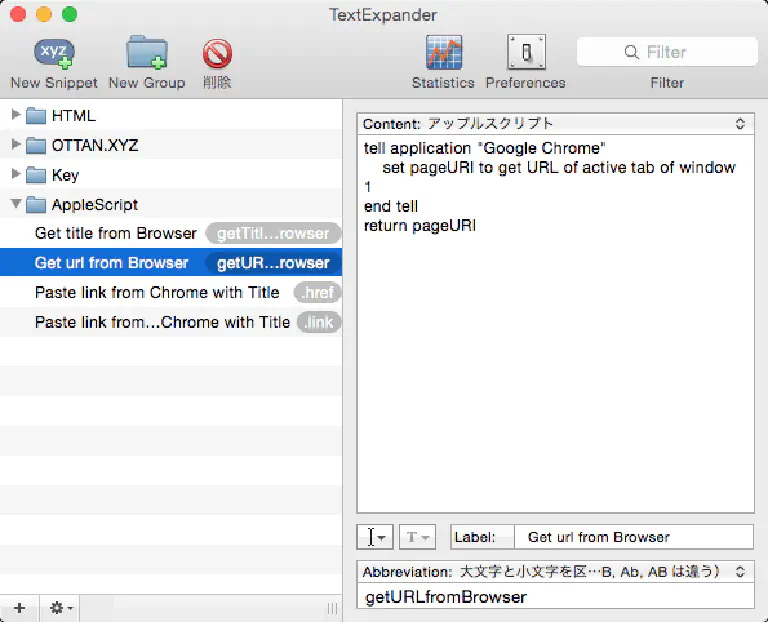 TextExpander
xyz
New Snippet New Group 削除 Statistics Preferences Filter
Filter
HTML
OTTAN.XYZ
Key
AppleScript
Get title from Browser getTitl...rowser
Get url from Browser getUR...rowser
Paste link from Chrome with Title .href
Paste link from...Chrome with Title .link
Content: アップルスクリプト
tell application "Google Chrome"
set pageURI to get URL of active tab of window
1
end tell
return pageURI
T
Label: Get url from Browser
Abbreviation: 大文字と小文字を区…B, Ab, AB は違う）
getURLfromBrowser